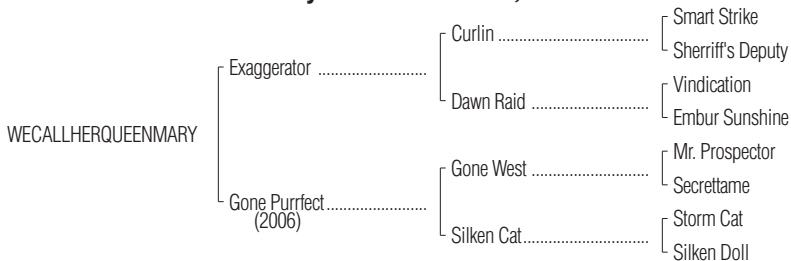 Smart Strike
Curlin
Sherriff's Deputy
Exaggerator
Vindication
Dawn Raid
Embur Sunshine
WECALLHERQUEENMARY
Mr. Prospector
Gone West
Secrettame
Gone Purrfect
(2006)
Storm Cat
Silken Cat
Silken Doll